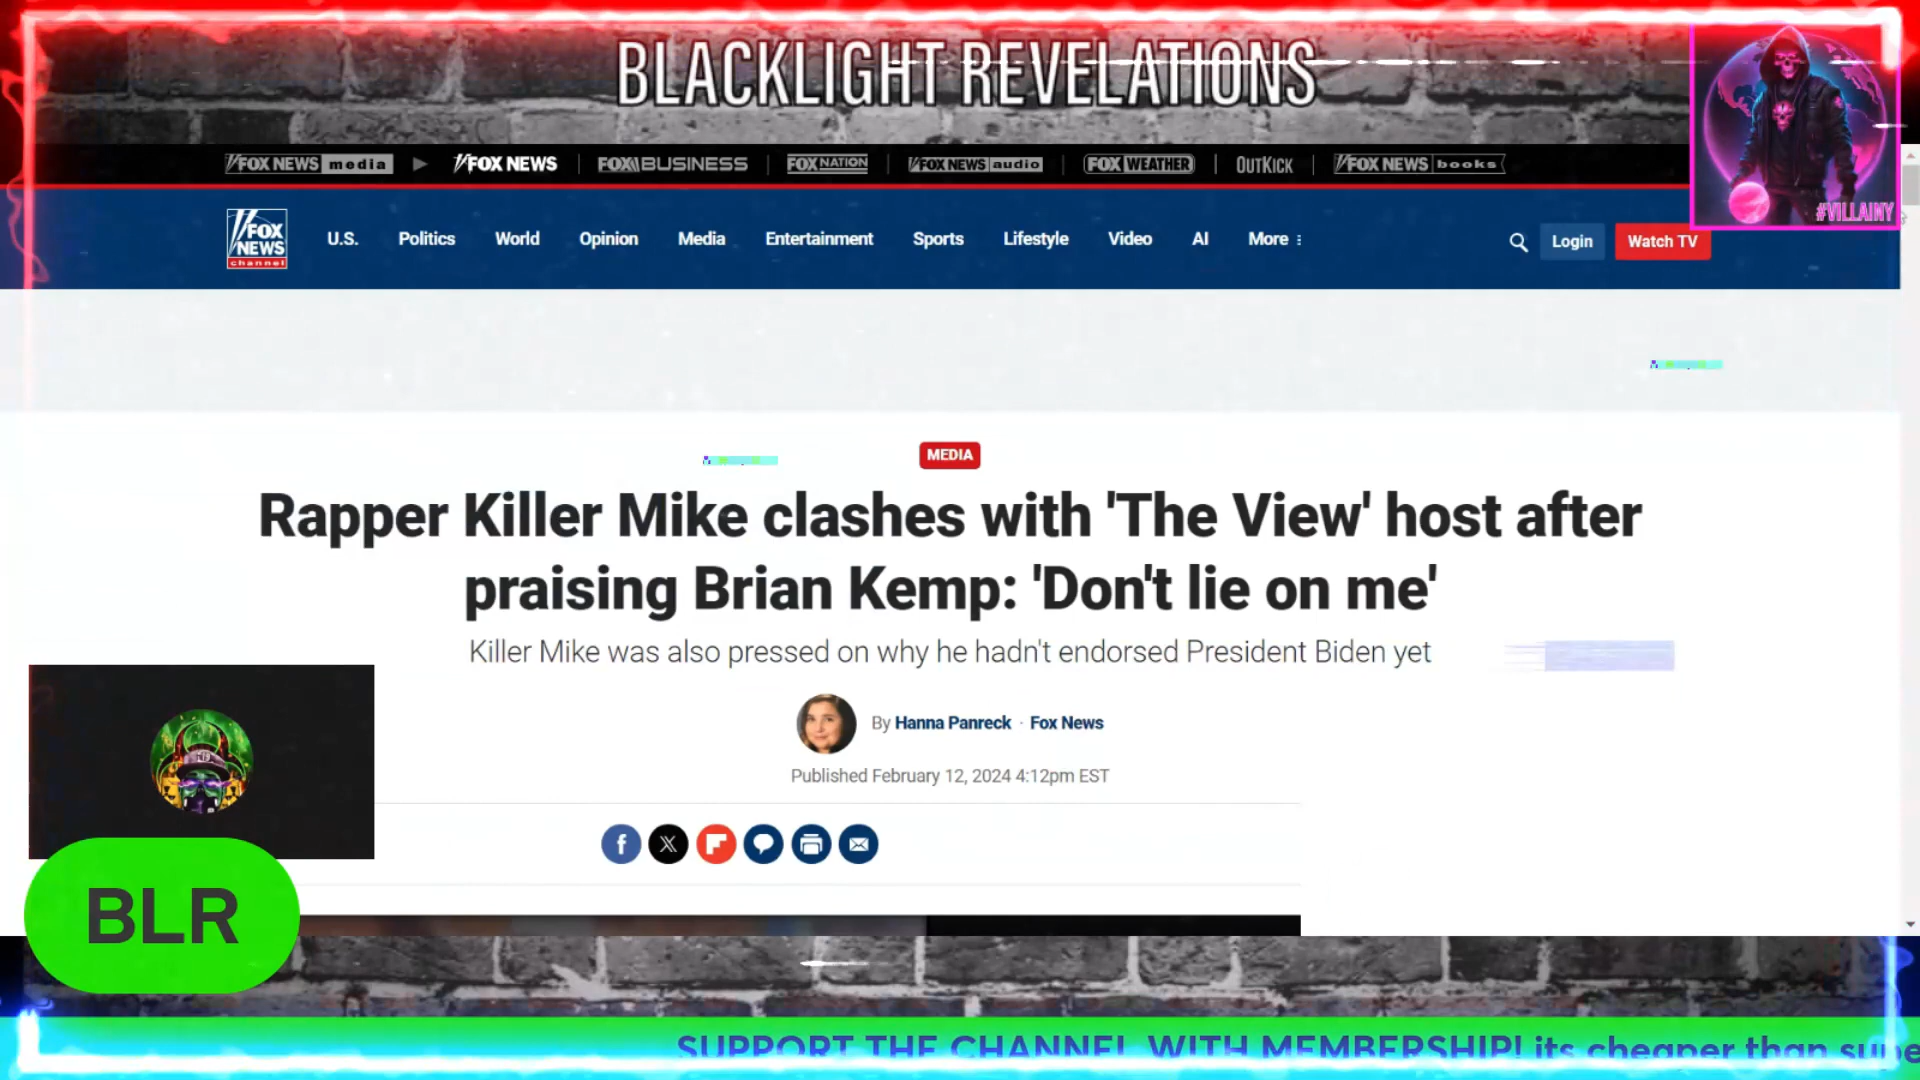 BLACKLIGHT REVELATIONS
#VILLAINY
FOX NEWS media FOX NEWS FOX BUSINESS FOX NATION FOX NEWS audio FOX WEATHER OUTKICK FOX NEWS books
FOX NEWS channel
U.S. Politics World Opinion Media Entertainment Sports Lifestyle Video AI More Login Watch TV
MEDIA
Rapper Killer Mike clashes with 'The View' host after
praising Brian Kemp: 'Don't lie on me'
Killer Mike was also pressed on why he hadn't endorsed President Biden yet
By Hanna Panreck · Fox News
Published February 12, 2024 4:12pm EST
BLR
SUPPORT THE CHANNEL WITH MEMBERSHIP! its cheaper than supe